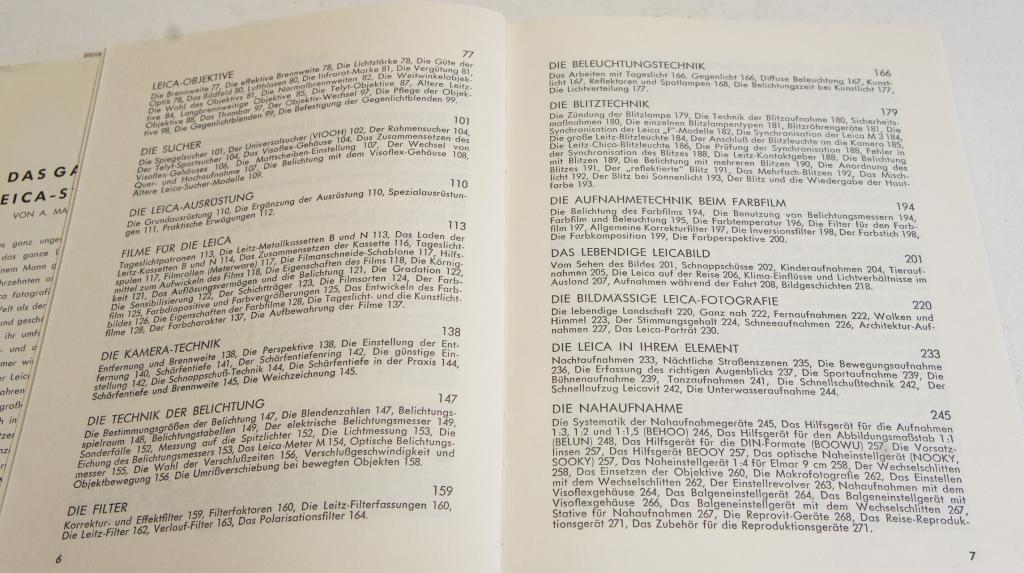 DAS GA
EICA-S
VON A. MA
77
LEICA-OBJEKTIVE
Die Brennweite 77, Die effektive Brennweite 78, Die Lichtstärke 78, Die Güte der
Optik 78, Das Bildfeld 80, Luftblasen 80, Die Infrarot-Marke 81, Die Vergütung 81,
Die Wahl des Objektivs 81, Die Normalbrennweiten 82, Die Weitwinkelobjek-
tive 84, Langbrennweitige Objektive 85, Die Telyt-Objektive 87, Ältere Leitz-
Objektive 88, Das Thambar 97, Der Objektiv-Wechsel 97, Die Pflege der Objek-
tive 98, Die Gegenlichtblenden 99, Die Befestigung der Gegenlichtblenden 99.
101
DIE SUCHER
Die Spiegelsucher 101, Der Universalsucher (VIOOH) 102, Der Rahmensucher 104,
Der Telyt-Sportsucher 104, Das Visoflex-Gehäuse 104, Das Zusammensetzen des
Visoflex-Gehäuses 106, Die Mattscheiben-Einstellung 107, Der Wechsel von
Quer- und Hochaufnahme 107, Die Belichtung mit dem Visoflex-Gehäuse 108,
Ältere Leica-Sucher-Modelle 109.
110
DIE LEICA-AUSRÜSTUNG
Die Grundausrüstung 110, Die Ergänzung der Ausrüstung 110, Spezialausrüstun-
gen 111, Praktische Erwägungen 112.
113
FILME FÜR DIE LEICA
Tageslichtpatronen 113, Die Leitz-Metallkassetten B und N 113, Das Laden der
Leitz-Kassetten B und N 114, Das Zusammensetzen der Kassette 116, Tageslicht-
spulen 117, Filmrollen (Meterware) 117, Die Filmanschneide-Schablone 117, Hilfs-
mittel zum Aufwickeln des Films 118, Die Eigenschaften des Films 118, Die Körnig-
keit 121, Das Auflösungsvermögen und die Belichtung 121, Die Gradation 122,
Die Sensibilisierung 122, Der Schichtträger 123, Die Filmsorten 124, Der Farb-
film 125, Farbdiapositive und Farbvergrößerungen 125, Das Entwickeln des Farb-
bildes 126, Die Eigenschaften der Farbfilme 128, Die Tageslicht- und die Kunstlicht-
filme 128, Der Farbcharakter 137, Die Aufbewahrung der Filme 137.
138
DIE KAMERA-TECHNIK
Entfernung und Brennweite 138, Die Perspektive 138, Die Einstellung der Ent-
fernung 140, Schärfentiefe 141, Der Schärfentiefenring 142, Die günstige Ein-
stellung 142, Die Schnappschuß-Technik 144, Die Schärfentiefe in der Praxis 144,
Schärfentiefe und Brennweite 145, Die Weichzeichnung 145.
147
DIE TECHNIK DER BELICHTUNG
Die Bestimmungsgrößen der Belichtung 147, Die Blendenzahlen 147, Belichtungs-
spielraum 148, Belichtungstabellen 149, Der elektrische Belichtungsmesser 149,
Sonderfälle 152, Messung auf die Spitzlichter 152, Die Lichtmessung 153, Die
Eichung des Belichtungsmessers 153, Das Leica-Meter M 154, Optische Belichtungs-
messer 155, Die Wahl der Verschlußzeiten 156, Verschlußgeschwindigkeit und
Objektbewegung 156, Die Umrißverschiebung bei bewegten Objekten 158.
159
DIE FILTER
Korrektur- und Effektfilter 159, Filterfaktoren 160, Die Leitz-Filterfassungen 160,
Die Leitz-Filter 162, Verlauf-Filter 163, Das Polarisationsfilter 164.
6
DIE BELEUCHTUNGSTECHNIK
166
Das Arbeiten mit Tageslicht 166, Gegenlicht 166, Diffuse Beleuchtung 167, Kunst-
licht 167, Reflektoren und Spotlampen 168, Die Belichtungszeit bei Kunstlicht 177,
Die Lichtverteilung 177.
DIE BLITZTECHNIK
179
Die Zündung der Blitzlampe 179, Die Technik der Blitzaufnahme 180, Sicherheits-
maßnahmen 180, Die einzelnen Blitzlampentypen 181, Blitzröhrengeräte 181, Die
Synchronisation der Leica „f"-Modelle 182, Die Synchronisation der Leica M 3 184,
Die große Leitz-Blitzleuchte 184, Der Anschluß der Blitzleuchte an die Kamera 185,
Die Leitz-Chico-Blitzleuchte 186, Die Prüfung der Synchronisation 188, Fehler in
der Synchronisation des Blitzes 188, Die Leitz-Kontaktgeber 188, Die Belichtung
mit Blitzen 189, Die Belichtung mit mehreren Blitzen 190, Die Anordnung des
Blitzes 191, Der „reflektierte" Blitz 191, Das Mehrfach-Blitzen 192, Das Misch-
licht 192, Der Blitz bei Sonnenlicht 193, Der Blitz und die Wiedergabe der Haut-
farbe 193.
DIE AUFNAHMETECHNIK BEIM FARBFILM
194
Die Belichtung des Farbfilms 194, Die Benutzung von Belichtungsmessern 194,
Farbfilm und Beleuchtung 195, Die Farbtemperatur 196, Die Filter für den Farb-
film 197, Allgemeine Korrekturfilter 197, Die Inversionsfilter 198, Der Farbstich 198,
Die Farbkomposition 199, Die Farbperspektive 200.
DAS LEBENDIGE LEICABILD
201
Vom Sehen des Bildes 201, Schnappschüsse 202, Kinderaufnahmen 204, Tierauf-
nahmen 205, Die Leica auf der Reise 206, Klima-Einflüsse und Lichtverhältnisse im
Ausland 207, Aufnahmen während der Fahrt 208, Bildgeschichten 218.
DIE BILDMÄSSIGE LEICA-FOTOGRAFIE
220
Die lebendige Landschaft 220, Ganz nah 222, Fernaufnahmen 222, Wolken und
Himmel 223, Der Stimmungsgehalt 224, Schneeaufnahmen 226, Architektur-Auf-
nahmen 227, Das Leica-Porträt 230.
DIE LEICA IN IHREM ELEMENT
233
Nachtaufnahmen 233, Nächtliche Straßenszenen 235, Die Bewegungsaufnahme
236, Die Erfassung des richtigen Augenblicks 237, Die Sportaufnahme 239, Die
Bühnenaufnahme 239, Tanzaufnahmen 241, Die Schnellschußtechnik 242, Der
Schnellaufzug Leicavit 242, Die Unterwasseraufnahme 244.
DIE NAHAUFNAHME
245
Die Systematik der Nahaufnahmegeräte 245, Das Hilfsgerät für die Aufnahmen
1:3, 1:2 und 1:1,5 (BEHOO) 246, Das Hilfsgerät für den Abbildungsmaßstab 1:1
(BELUN) 248, Das Hilfsgerät für die DIN-Formate (BOOWU) 257, Die Vorsatz-
linsen 257, Das Hilfsgerät BEOOY 257, Das optische Naheinstellgerät (NOOKY,
SOOKY) 257, Das Naheinstellgerät 1:4 für Elmar 9 cm 258, Der Wechselschlitten
258, Das Einsetzen der Objektive 260, Die Makrofotografie 262, Das Einstellen
mit dem Wechselschlitten 262, Der Einstellrevolver 263, Nahaufnahmen mit dem
Visoflexgehäuse 264, Das Balgeneinstellgerät 264, Das Balgeneinstellgerät mit
Visoflexgehäuse 266, Das Balgeneinstellgerät mit dem Wechselschlitten 267,
Stative für Nahaufnahmen 267, Die Reprovit-Geräte 268, Das Reise-Reproduk-
tionsgerät 271, Das Zubehör für die Reproduktionsgeräte 271.
7